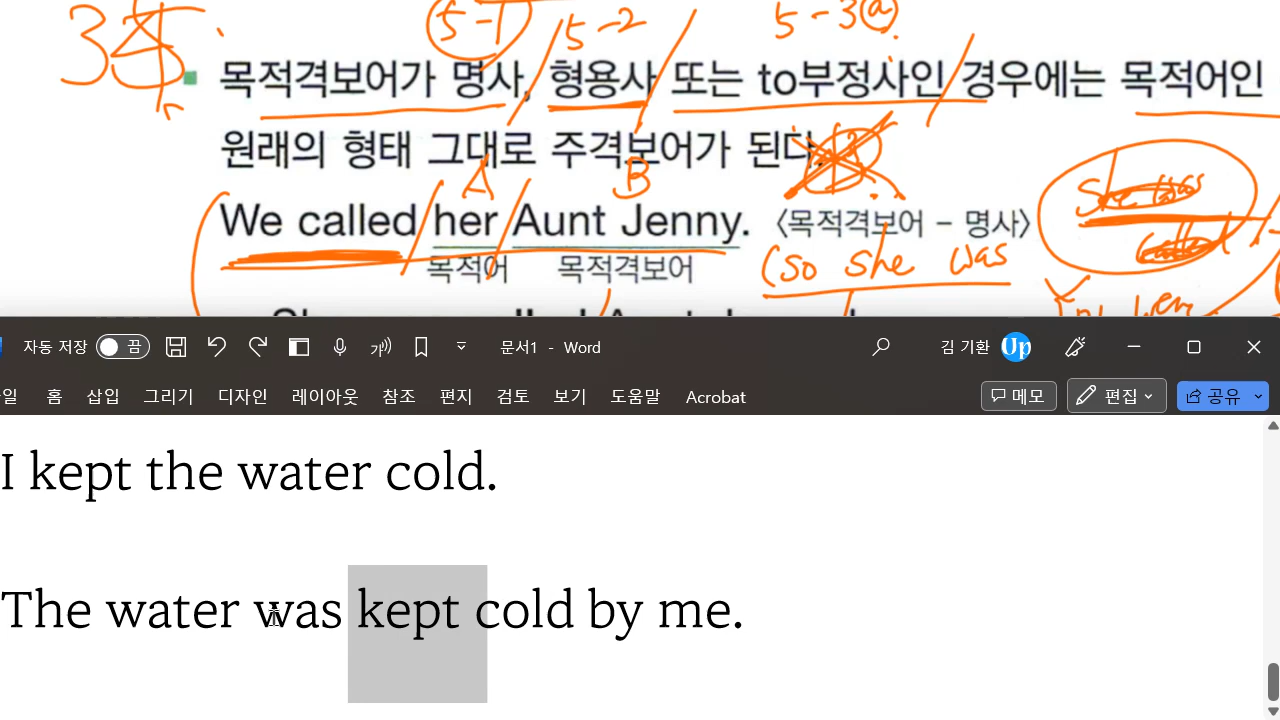 5-1 5-2 5-3 (a)
목적격보어가 명사, 형용사 또는 to부정사인 경우에는 목적어인
원래의 형태 그대로 주격보어가 된다.
A B
We called her Aunt Jenny. <목적격보어 - 명사>
목적어 목적격보어 (so she was
자동 저장 끔 문서1 - Word 김 기환 Up
일 홈 삽입 그리기 디자인 레이아웃 참조 편지 검토 보기 도움말 Acrobat 메모 편집 공유
I kept the water cold.
The water was kept cold by me.